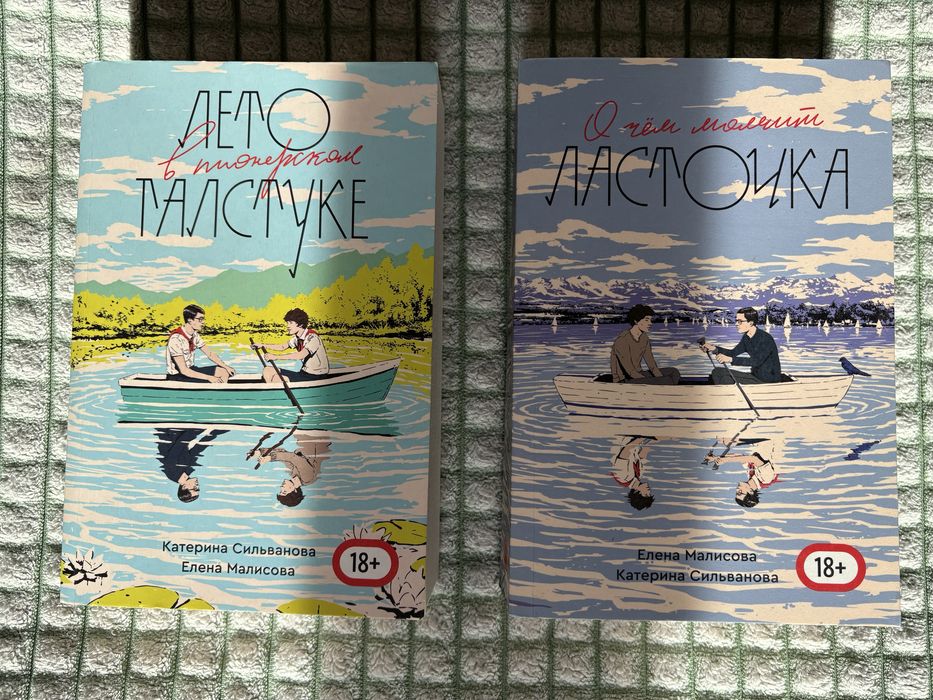 ЛЕТО
в пионерском
ГАЛСТУКЕ
Катерина Сильванова
Елена Малисова
18+
О чём молчит
ЛАСТОЧКА
Елена Малисова
Катерина Сильванова
18+